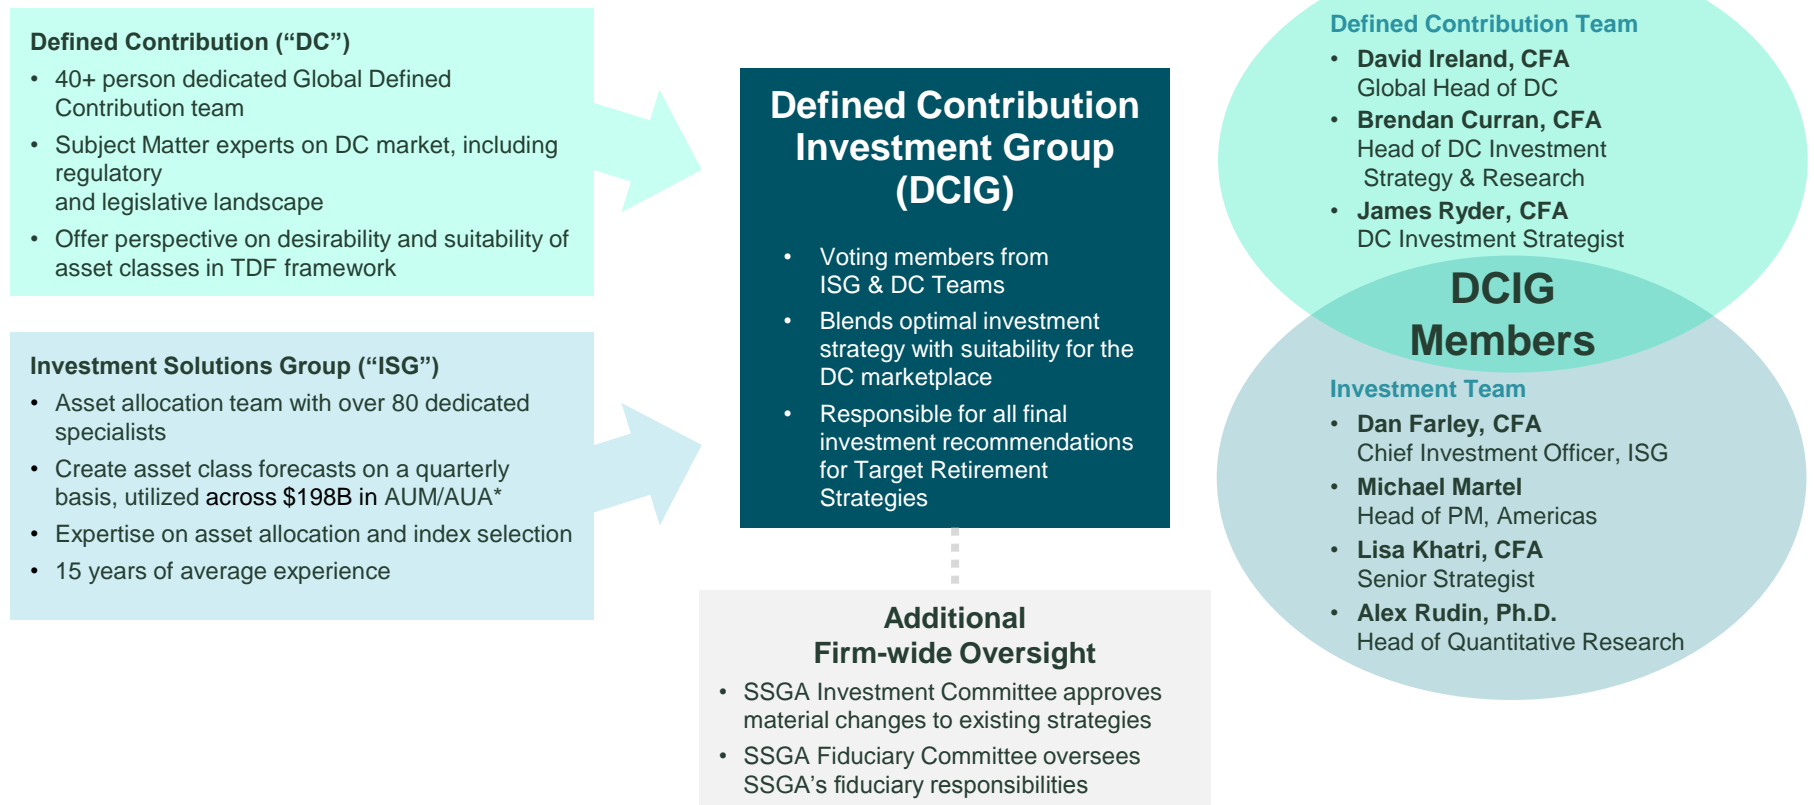 Defined Contribution (“DC”)
• 40+ person dedicated Global Defined
Contribution team
• Subject Matter experts on DC market, including
regulatory
and legislative landscape
• Offer perspective on desirability and suitability of
asset classes in TDF framework
Investment Solutions Group (“ISG”)
• Asset allocation team with over 80 dedicated
specialists
• Create asset class forecasts on a quarterly
basis, utilized across $198B in AUM/AUA*
• Expertise on asset allocation and index selection
• 15 years of average experience
Defined Contribution
Investment Group
(DCIG)
• Voting members from
ISG & DC Teams
• Blends optimal investment
strategy with suitability for the
DC marketplace
• Responsible for all final
investment recommendations
for Target Retirement
Strategies
Additional
Firm-wide Oversight
• SSGA Investment Committee approves
material changes to existing strategies
• SSGA Fiduciary Committee oversees
SSGA’s fiduciary responsibilities
Defined Contribution Team
• David Ireland, CFA
Global Head of DC
• Brendan Curran, CFA
Head of DC Investment
Strategy & Research
• James Ryder, CFA
DC Investment Strategist
DCIG
Members
Investment Team
• Dan Farley, CFA
Chief Investment Officer, ISG
• Michael Martel
Head of PM, Americas
• Lisa Khatri, CFA
Senior Strategist
• Alex Rudin, Ph.D.
Head of Quantitative Research